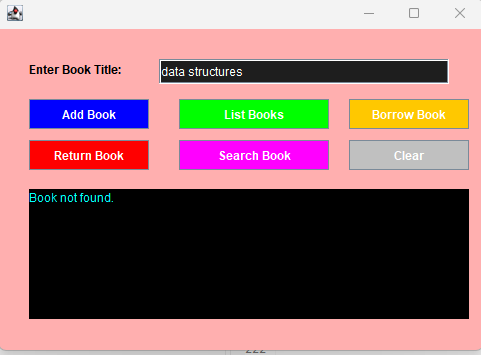 Enter Book Title:
data structures
Add Book
List Books
Borrow Book
Return Book
Search Book
Clear
Book not found.